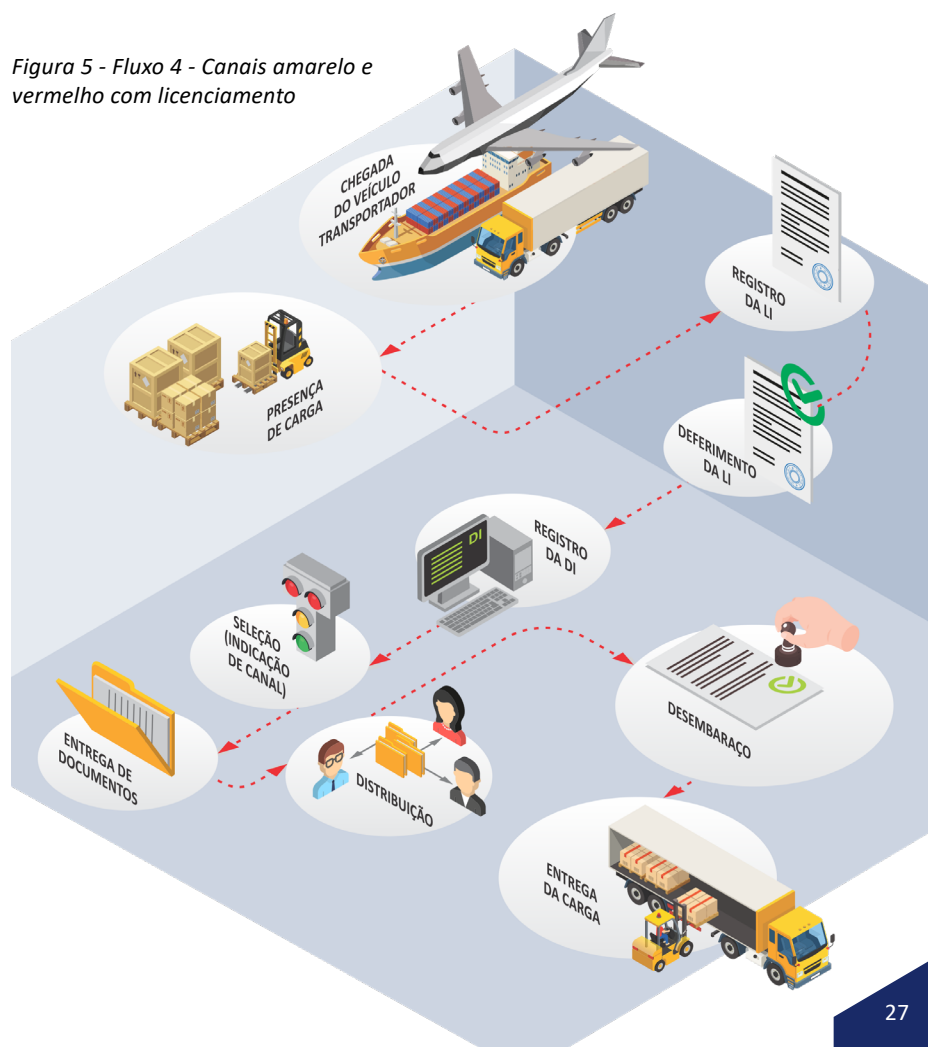 Figura 5 - Fluxo 4 - Canais amarelo e
vermelho com licenciamento
CHEGADA
DO VEÍCULO
TRANSPORTADOR
PRESENÇA
DE CARGA
REGISTRO
DA LI
DEFERIMENTO
DA LI
DI
REGISTRO
DA DI
SELEÇÃO
(INDICAÇÃO
DE CANAL)
ENTREGA DE
DOCUMENTOS
DISTRIBUIÇÃO
DESEMBARAÇO
ENTREGA
DA CARGA
27